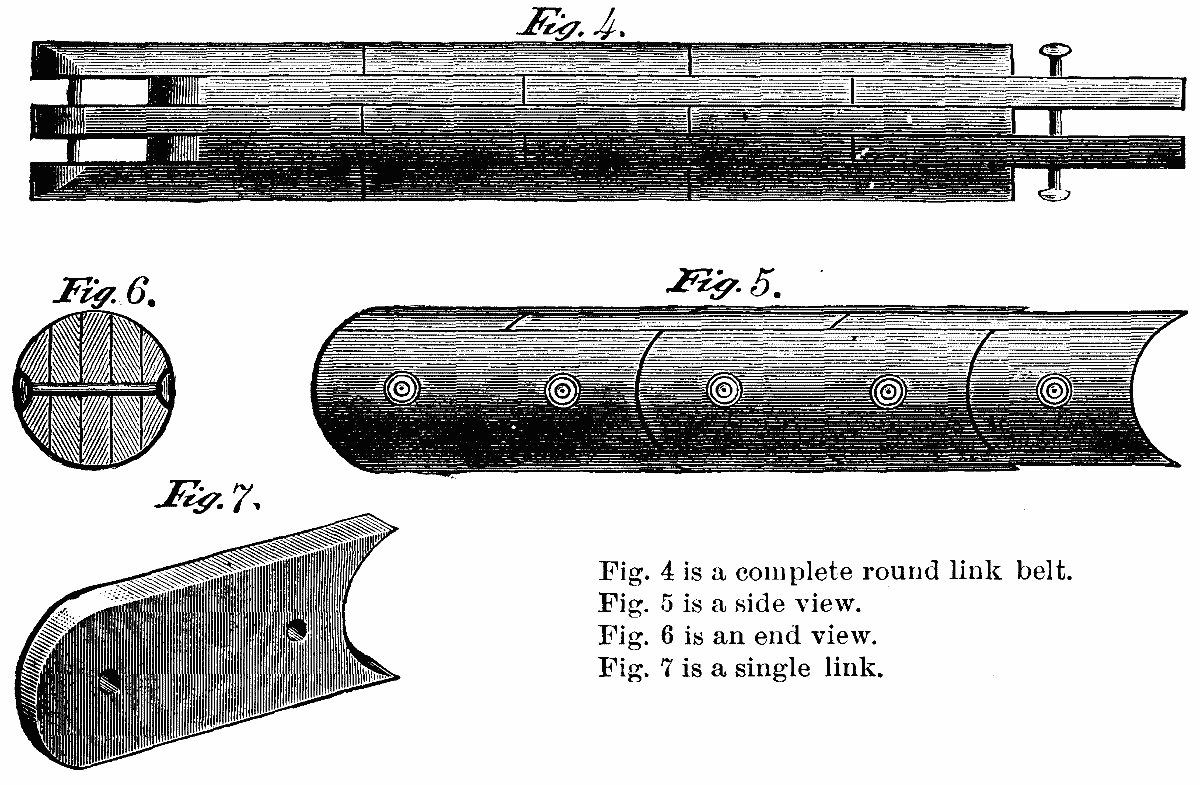 Fig. 4.
Fig. 6.
Fig. 5.
Fig. 7.
Fig. 4 is a complete round link belt.
Fig. 5 is a side view.
Fig. 6 is an end view.
Fig. 7 is a single link.